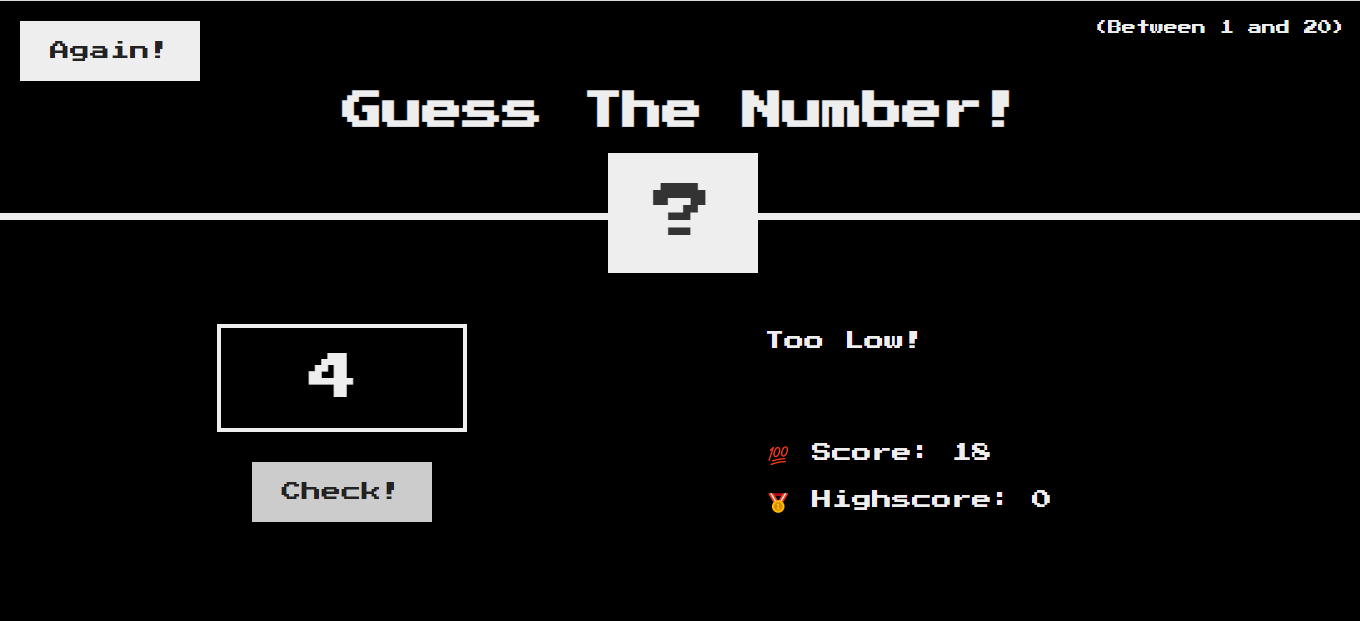 Again!
(Between 1 and 20)
Guess The Number!
?
4
Check!
Too Low!
💯 Score: 18
🥇 Highscore: 0